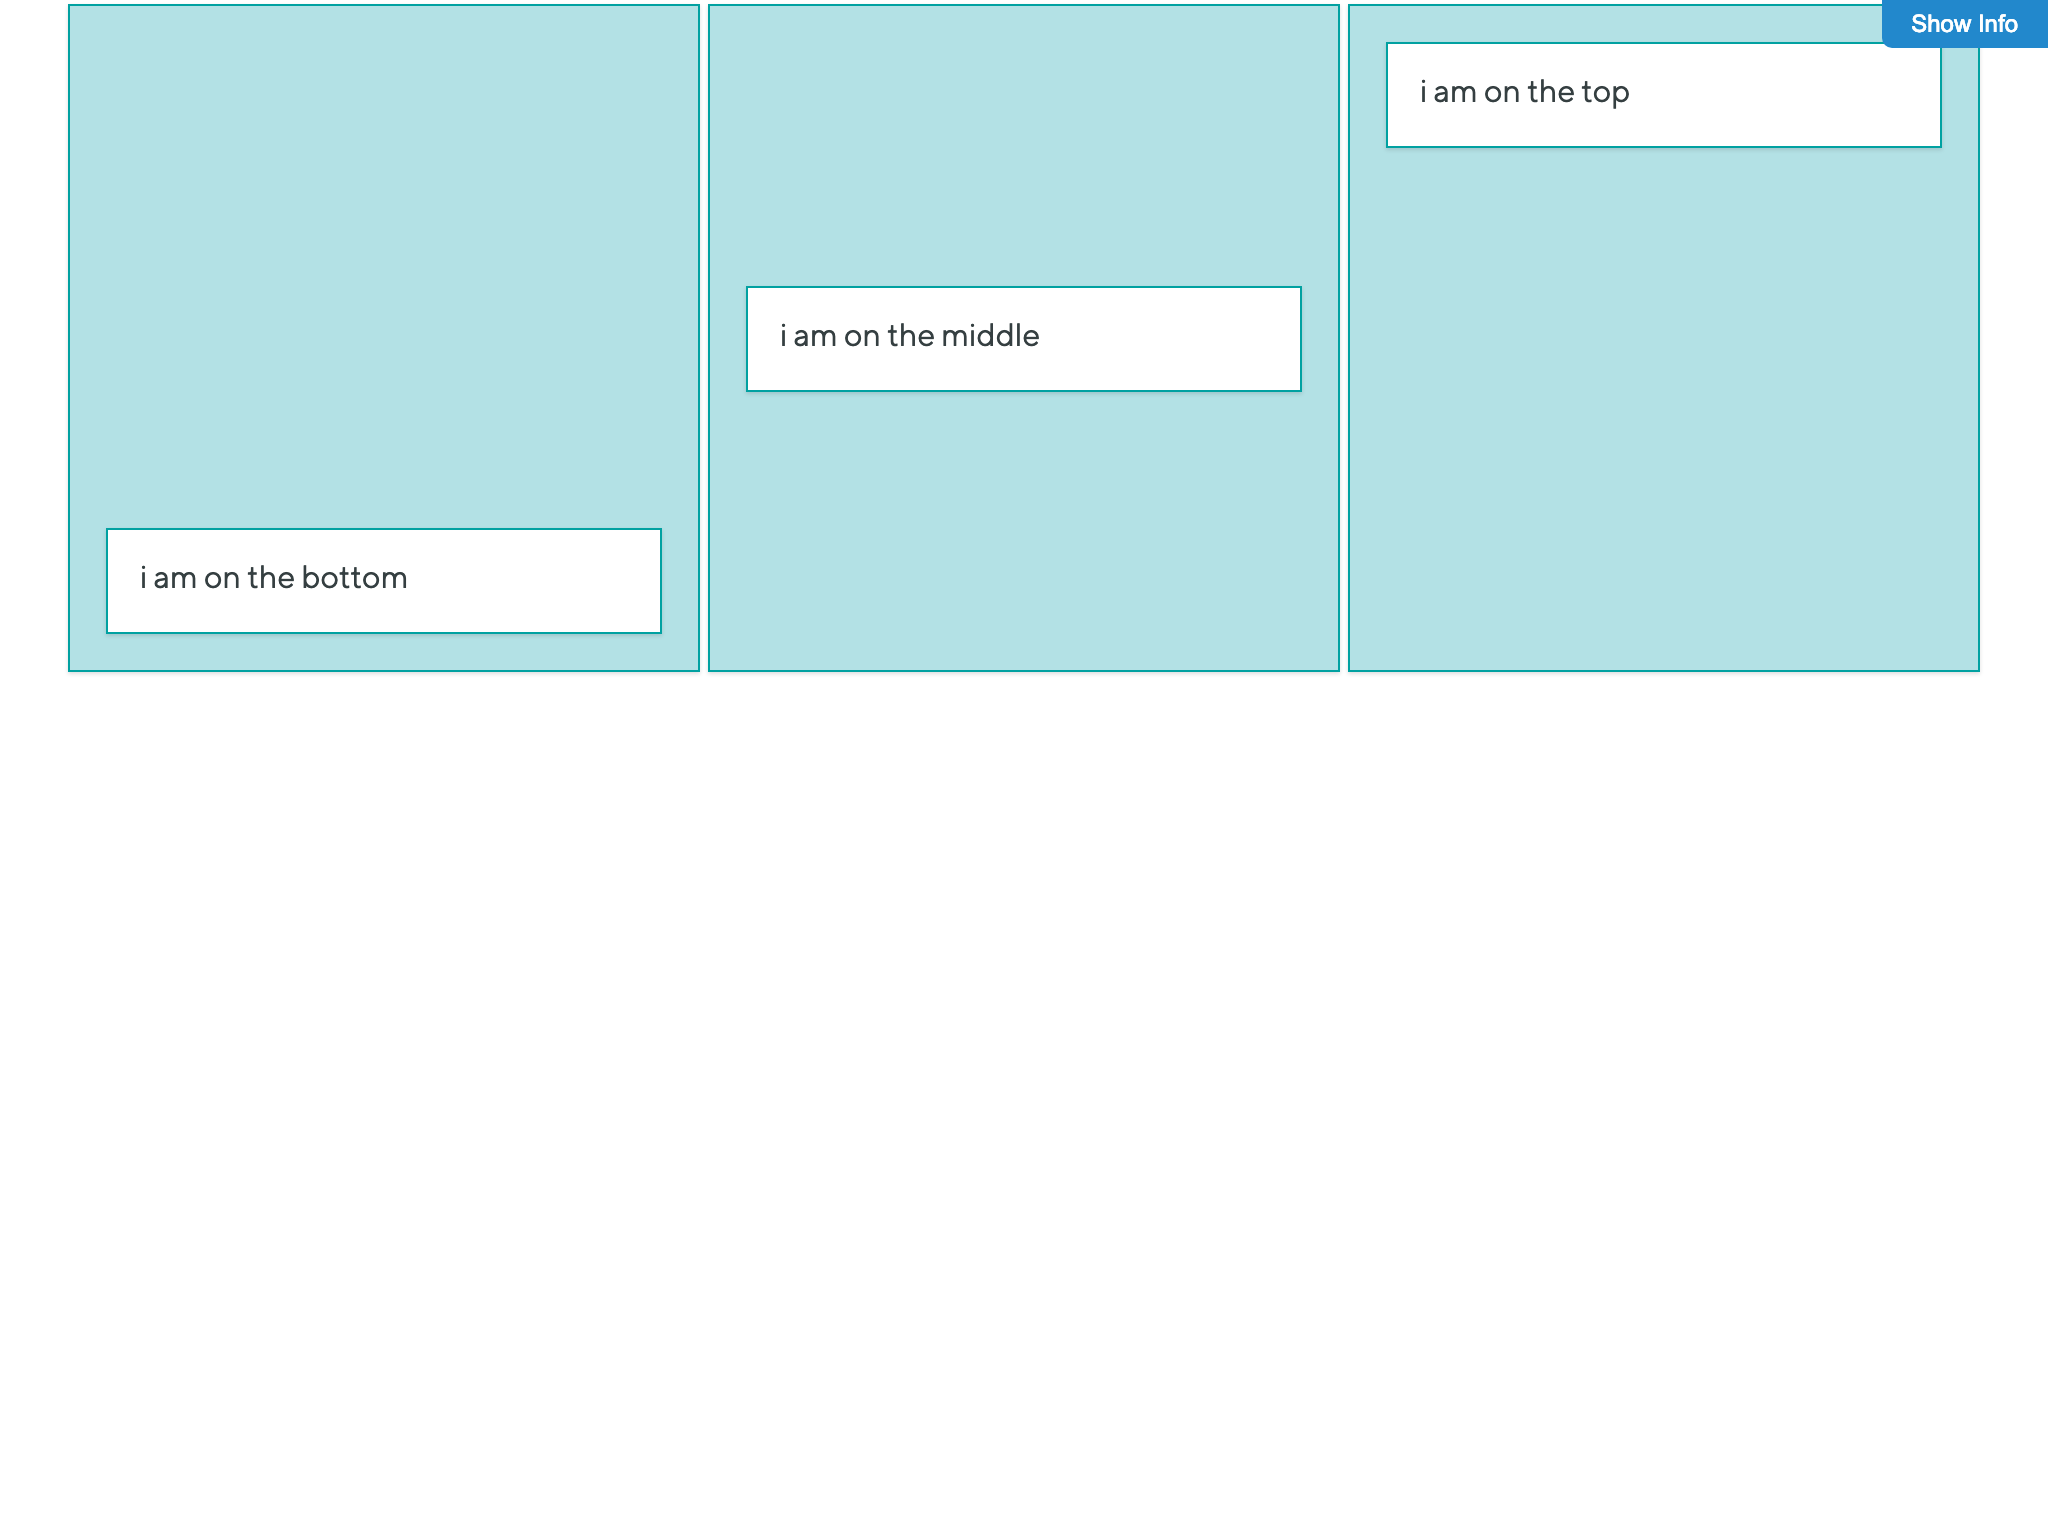 Show Info
i am on the top
i am on the middle
i am on the bottom